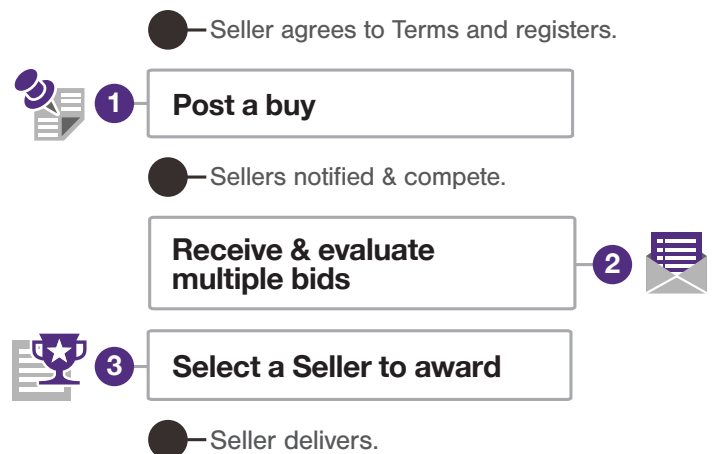 Seller agrees to Terms and registers.
1
Post a buy
Sellers notified & compete.
Receive & evaluate
multiple bids
2
3
Select a Seller to award
Seller delivers.